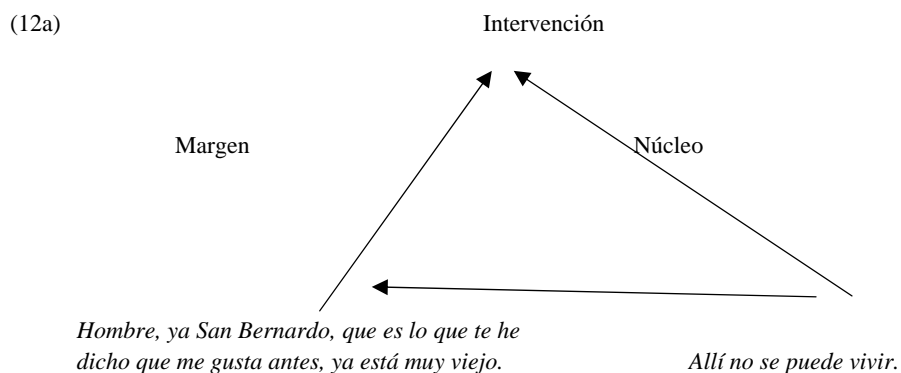 (12a) Intervención
Margen Núcleo
Hombre, ya San Bernardo, que es lo que te he
dicho que me gusta antes, ya está muy viejo. Allí no se puede vivir.